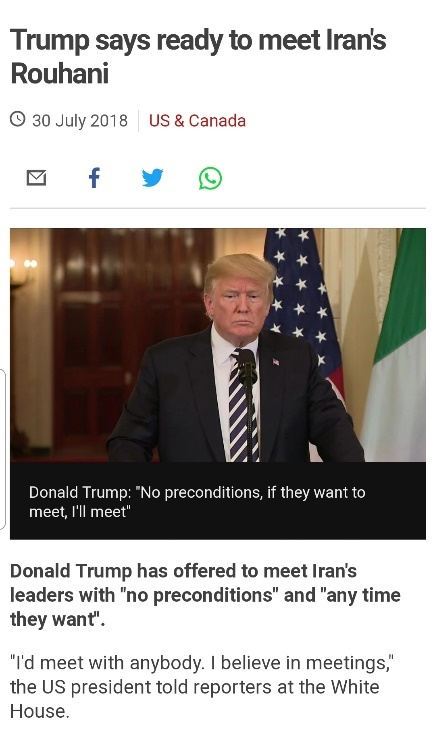 Trump says ready to meet Iran's
Rouhani
30 July 2018
US & Canada
Donald Trump: "No preconditions, if they want to
meet, I'll meet"
Donald Trump has offered to meet Iran's
leaders with "no preconditions" and "any time
they want".
"I'd meet with anybody. I believe in meetings,"
the US president told reporters at the White
House.